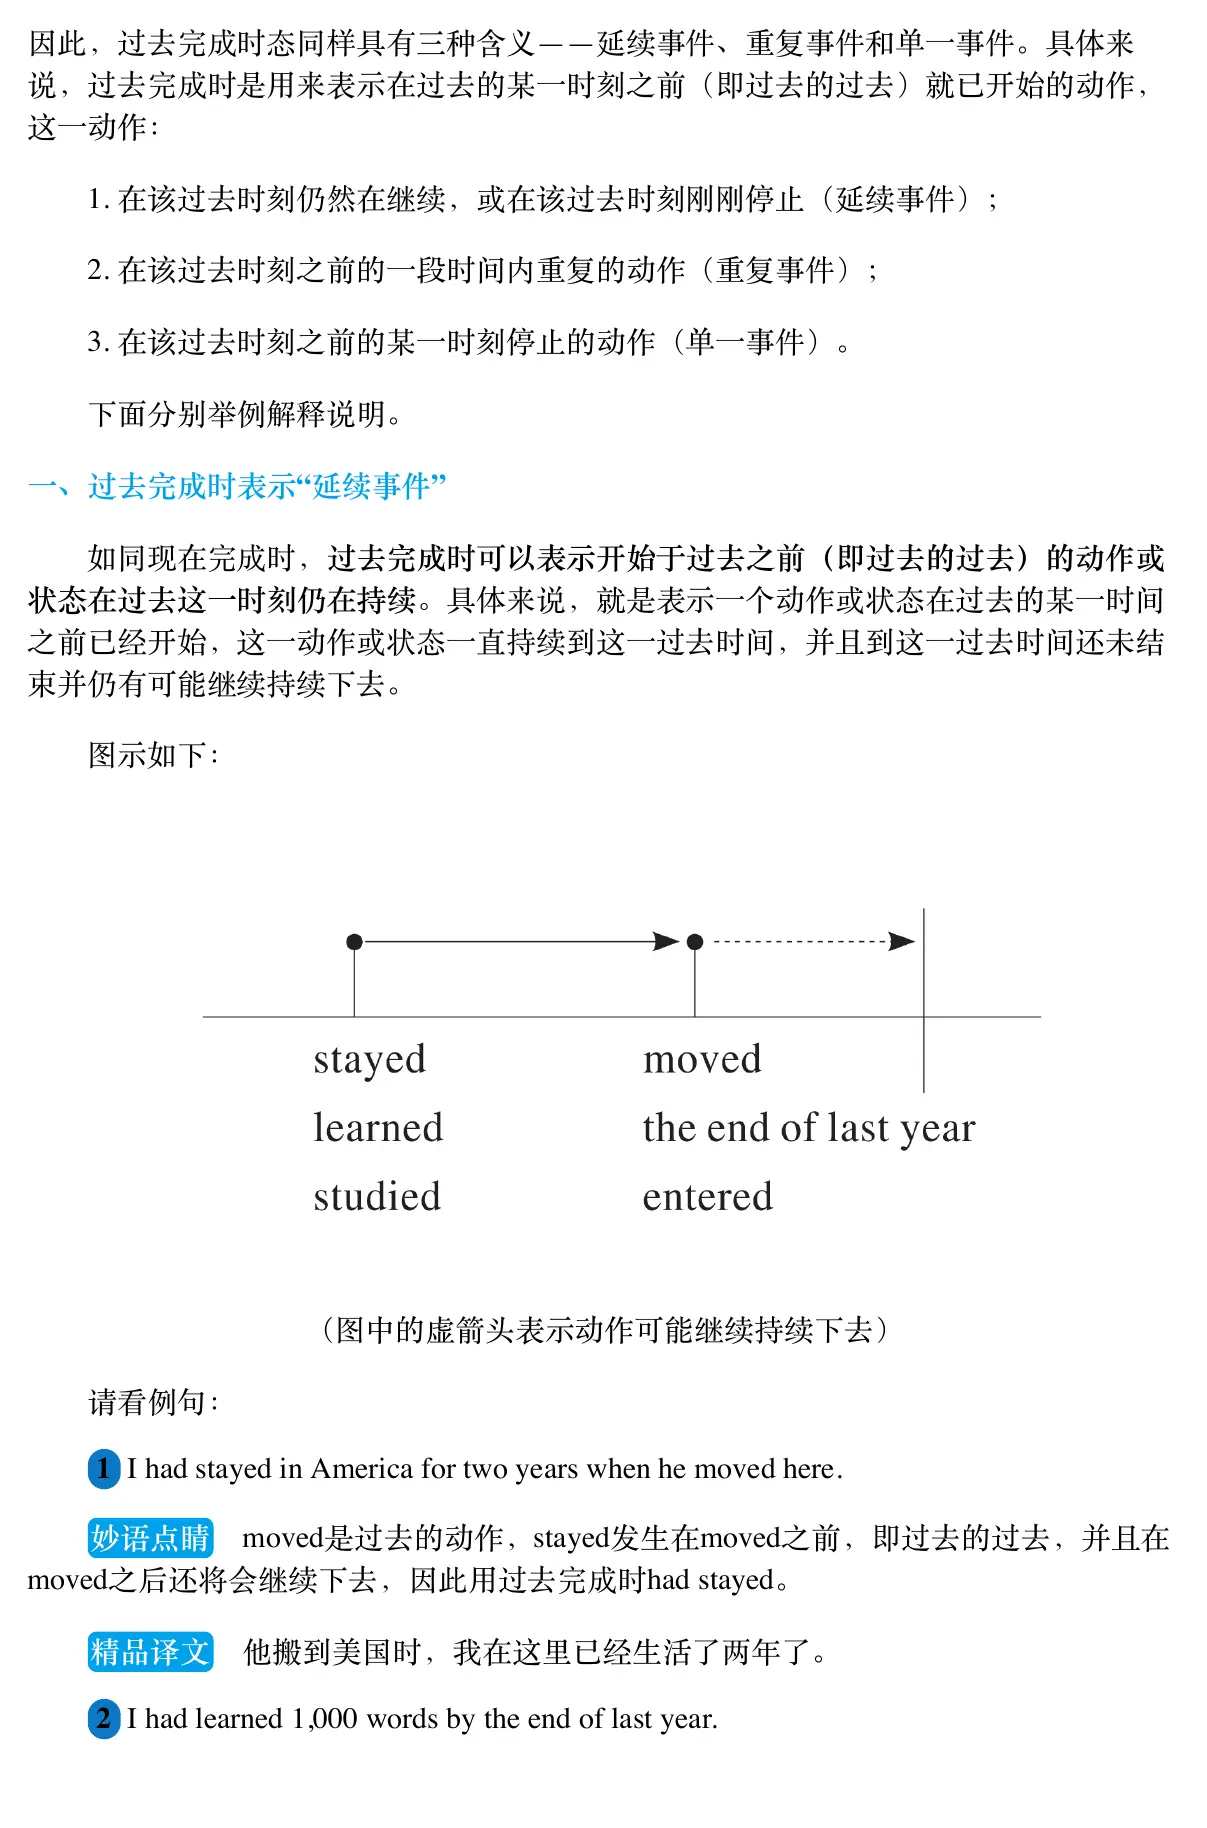 因此，过去完成时态同样具有三种含义——延续事件、重复事件和单一事件。具体来
说，过去完成时是用来表示在过去的某一时刻之前（即过去的过去）就已开始的动作，
这一动作：
1. 在该过去时刻仍然在继续，或在该过去时刻刚刚停止（延续事件）；
2. 在该过去时刻之前的一段时间内重复的动作（重复事件）；
3. 在该过去时刻之前的某一时刻停止的动作（单一事件）。
下面分别举例解释说明。
一、过去完成时表示“延续事件”
如同现在完成时，过去完成时可以表示开始于过去之前（即过去的过去）的动作或
状态在过去这一时刻仍在持续。具体来说，就是表示一个动作或状态在过去的某一时间
之前已经开始，这一动作或状态一直持续到这一过去时间，并且到这一过去时间还未结
束并仍有可能继续持续下去。
图示如下：
stayed moved
learned the end of last year
studied entered
（图中的虚箭头表示动作可能继续持续下去）
请看例句：
1 I had stayed in America for two years when he moved here.
妙语点睛 moved是过去的动作，stayed发生在moved之前，即过去的过去，并且在
moved之后还将会继续下去，因此用过去完成时had stayed。
精品译文 他搬到美国时，我在这里已经生活了两年了。
2 I had learned 1,000 words by the end of last year.